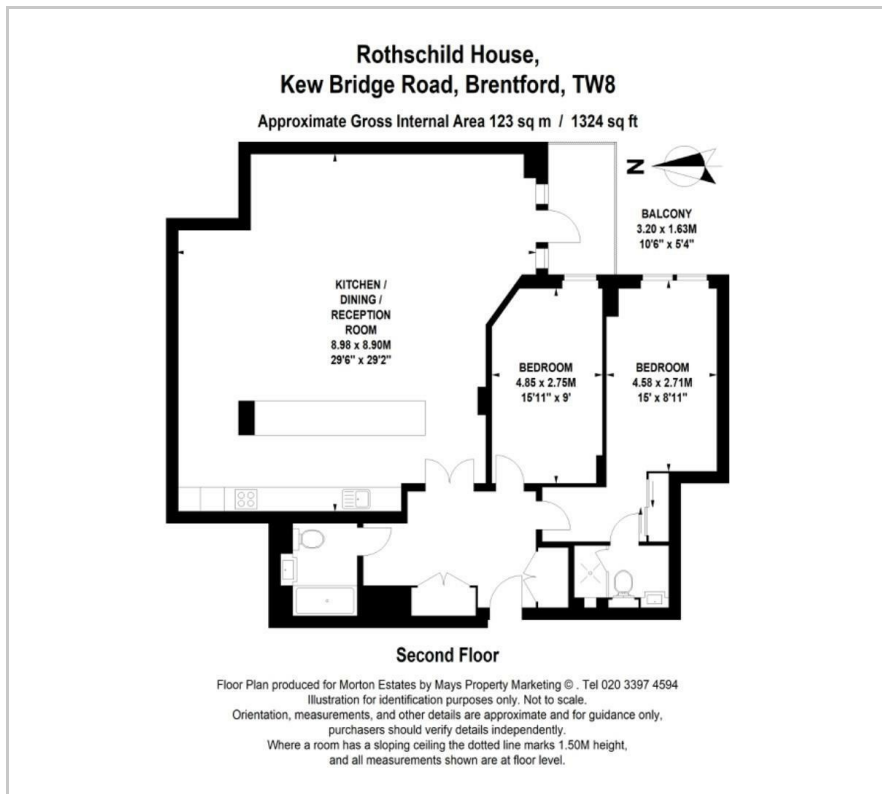 Rothschild House,
Kew Bridge Road, Brentford, TW8
Approximate Gross Internal Area 123 sq m / 1324 sq ft
N
BALCONY
3.20 x 1.63M
10'6" x 5'4"
KITCHEN /
DINING /
RECEPTION
ROOM
8.98 x 8.90M
29'6" x 29'2"
BEDROOM
4.85 x 2.75M
15'11" x 9'
BEDROOM
4.58 x 2.71M
15' x 8'11"
Second Floor
Floor Plan produced for Morton Estates by Mays Property Marketing © . Tel 020 3397 4594
Illustration for identification purposes only. Not to scale.
Orientation, measurements, and other details are approximate and for guidance only,
purchasers should verify details independently.
Where a room has a sloping ceiling the dotted line marks 1.50M height,
and all measurements shown are at floor level.